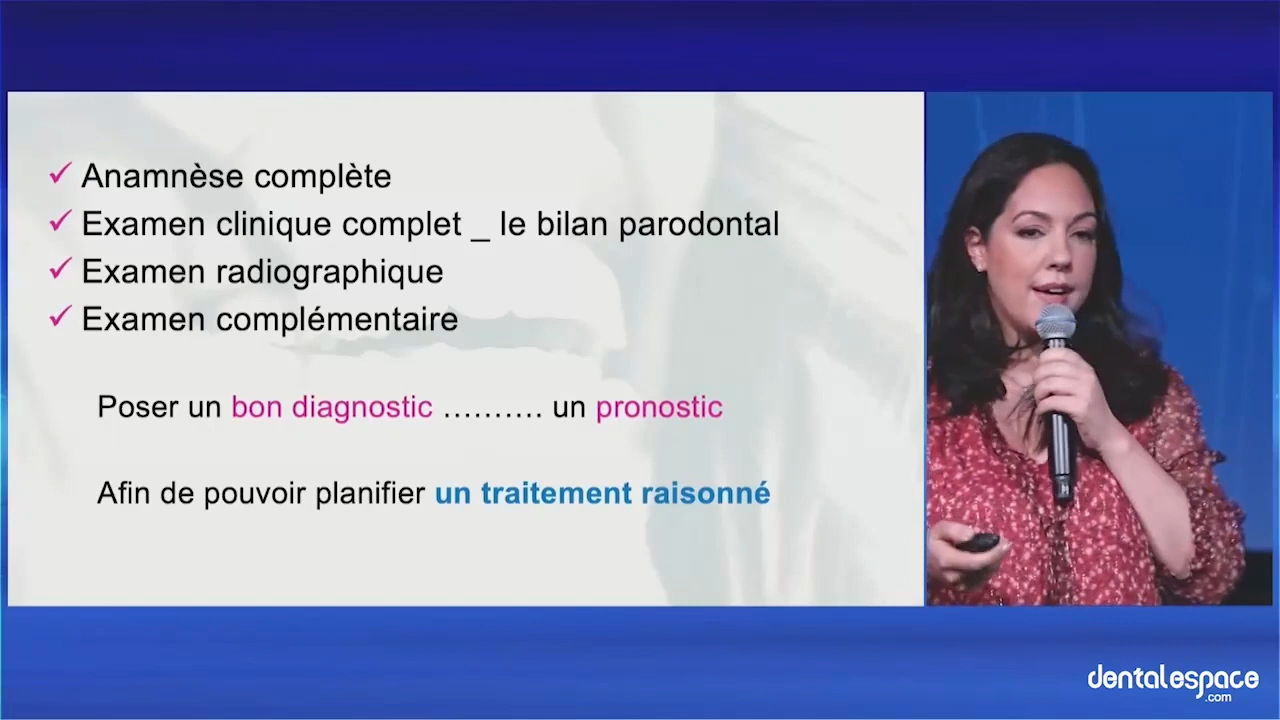 ✓ Anamnèse complète
✓ Examen clinique complet _ le bilan parodontal
✓ Examen radiographique
✓ Examen complémentaire
Poser un bon diagnostic .......... un pronostic
Afin de pouvoir planifier un traitement raisonné
dentalespace
.com